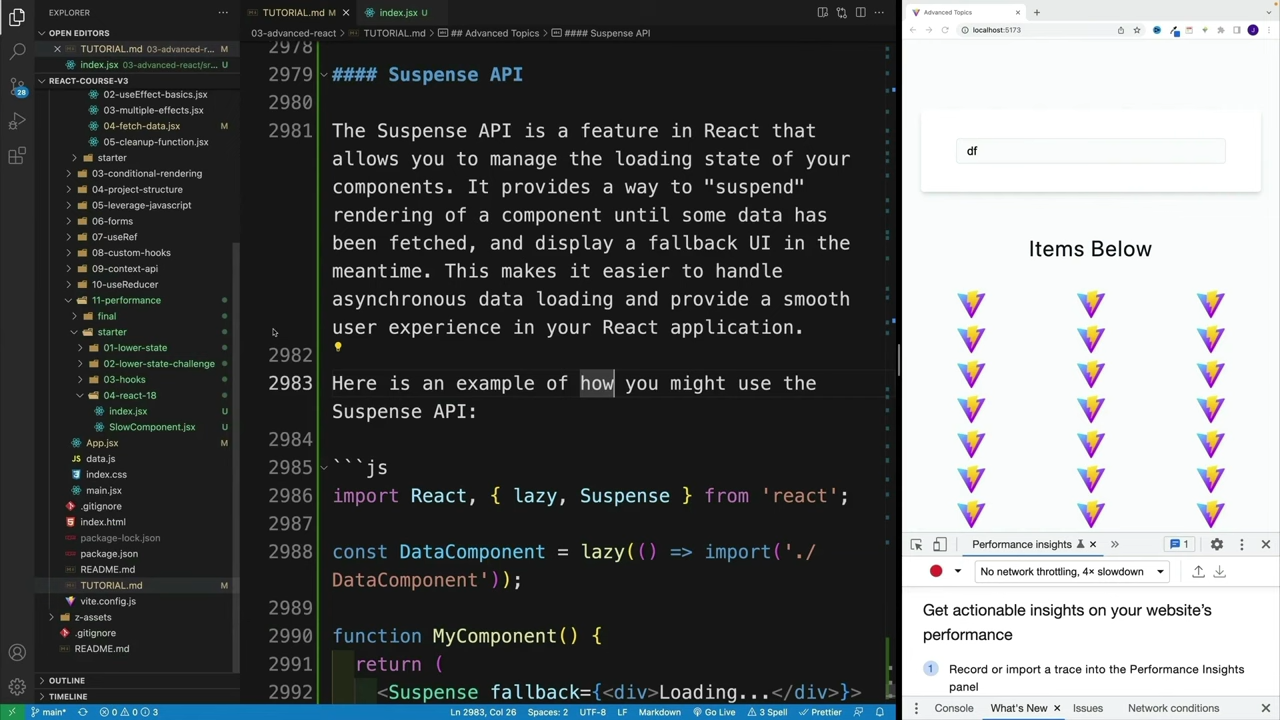 EXPLORER
OPEN EDITORS
TUTORIAL.md 03-advanced-r...
index.jsx 03-advanced-react/sr... U
REACT-COURSE-V3
02-useEffect-basics.jsx
03-multiple-effects.jsx
04-fetch-data.jsx M
05-cleanup-function.jsx
starter
03-conditional-rendering
04-project-structure
05-leverage-javascript
06-forms
07-useRef
08-custom-hooks
09-context-api
10-useReducer
11-performance
final
starter
01-lower-state
02-lower-state-challenge
03-hooks
04-react-18
index.jsx U
SlowComponent.jsx U
App.jsx M
data.js
index.css
main.jsx
.gitignore
index.html
package-lock.json
package.json
README.md
TUTORIAL.md M
vite.config.js
z-assets
.gitignore
README.md
OUTLINE
TIMELINE
28
TUTORIAL.md M
index.jsx U
03-advanced-react > TUTORIAL.md > ## Advanced Topics > #### Suspense API
2978
2979 #### Suspense API
2980
2981 The Suspense API is a feature in React that
allows you to manage the loading state of your
components. It provides a way to "suspend"
rendering of a component until some data has
been fetched, and display a fallback UI in the
meantime. This makes it easier to handle
asynchronous data loading and provide a smooth
user experience in your React application.
2982
2983 Here is an example of how you might use the
Suspense API:
2984
2985 ```js
2986 import React, { lazy, Suspense } from 'react';
2987
2988 const DataComponent = lazy(() => import('./
DataComponent'));
2989
2990 function MyComponent() {
2991 return (
2992 <Suspense fallback={<div>Loading...</div>}>
main* 0 0 3
Ln 2983, Col 26 Spaces: 2 UTF-8 LF Markdown Go Live 3 Spell Prettier
Advanced Topics
localhost:5173
J
df
Items Below
Performance insights
1
No network throttling, 4× slowdown
Get actionable insights on your website's
performance
1 Record or import a trace into the Performance Insights
panel
Console What's New Issues Network conditions